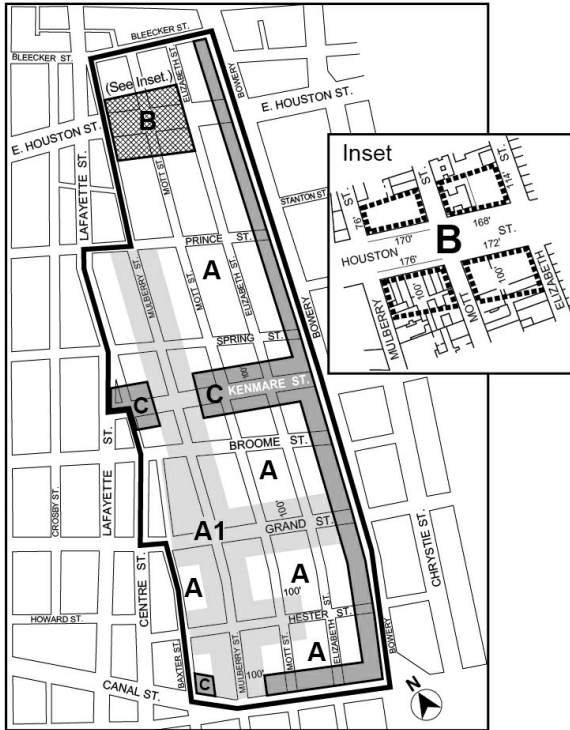 BLEECKER ST.
BLEECKER ST.
(See Inset.)
ELIZABETH ST.
BOWERY
E. HOUSTON ST.
E. HOUSTON ST.
B
LAFAYETTE ST.
MOTT ST.
STANTON ST.
PRINCE ST.
MULBERRY ST.
A
MOTT ST.
ELIZABETH ST.
BOWERY
SPRING ST.
100'
KENMARE ST.
C
C
BROOME ST.
A
CROSBY ST.
LAFAYETTE ST.
100'
A1
GRAND ST.
CENTRE ST.
A
A
100'
CHRYSTIE ST.
HOWARD ST.
HESTER ST.
BAXTER ST.
MULBERRY ST.
MOTT ST.
ELIZABETH ST.
A
BOWERY
100'
C
CANAL ST.
N
Inset
ST.
ST.
114'
ST.
76'
168'
170'
B
ST.
HOUSTON
172'
176'
100'
100'
MULBERRY
MOTT
ELIZABETH